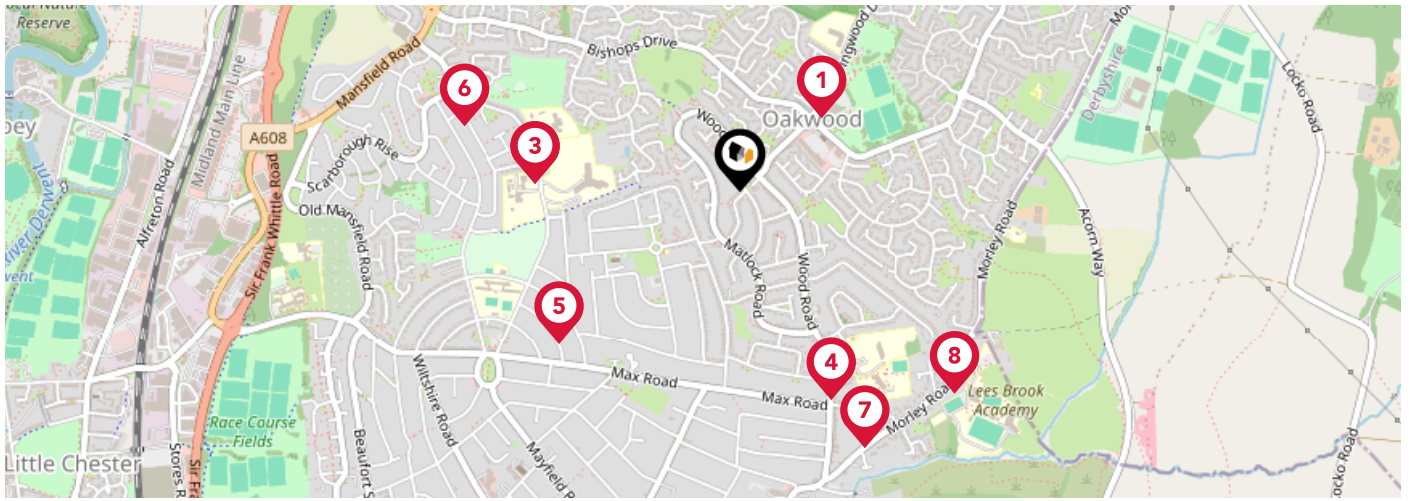 Reserve
Bishops Drive
Mansfield Road
Midland Main Line
A608
Alfreton Road
Scarborough Rise
Old Mansfield Road
Sir Frank Whittle Road
River Derwent
6
3
1
Oakwood
Derbyshire
Locko Road
Morley Road
Acorn Way
Matlock Road
Wood Road
5
4
8
7
Max Road
Max Road
Morley Road
Lees Brook
Academy
Wiltshire Road
Race Course
Fields
Little Chester
Locko Road